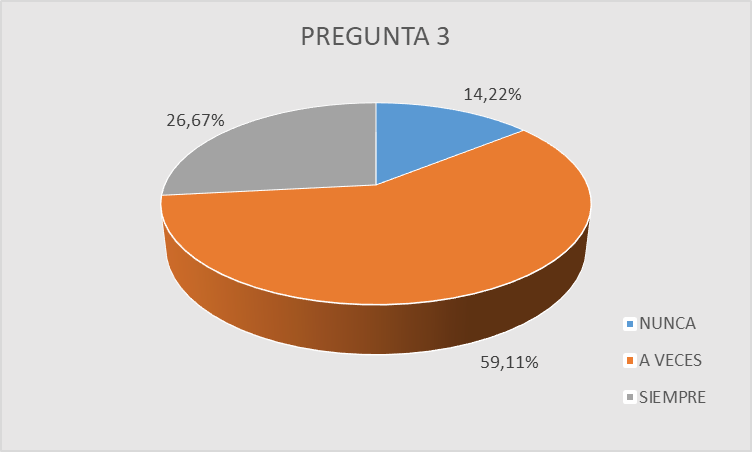 PREGUNTA 3
14,22%
26,67%
59,11%
NUNCA
A VECES
SIEMPRE